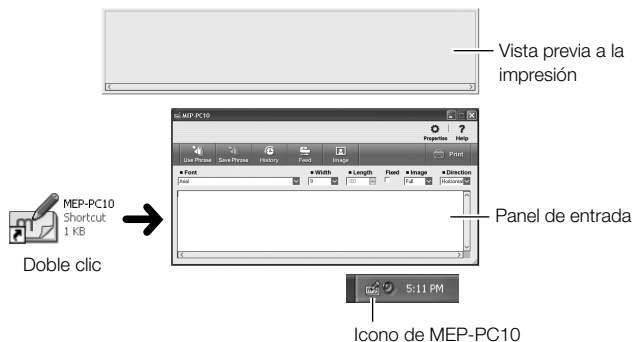 Vista previa a la
impresión
MEP-PC10
Properties Help
Use Phrase Save Phrase History Feed Image Print
Font Width Length Fixed Image Direction
Arial 9 Full Horizontal
MEP-PC10
Shortcut
1 KB
Panel de entrada
Doble clic
5:11 PM
Icono de MEP-PC10